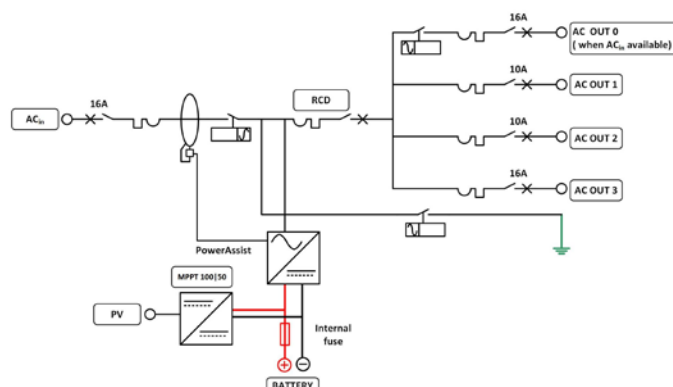 16A
AC OUT 0
( when ACin available)
16A
RCD
10A
ACin
AC OUT 1
10A
AC OUT 2
16A
AC OUT 3
PowerAssist
MPPT 100|50
PV
Internal
fuse
BATTERY